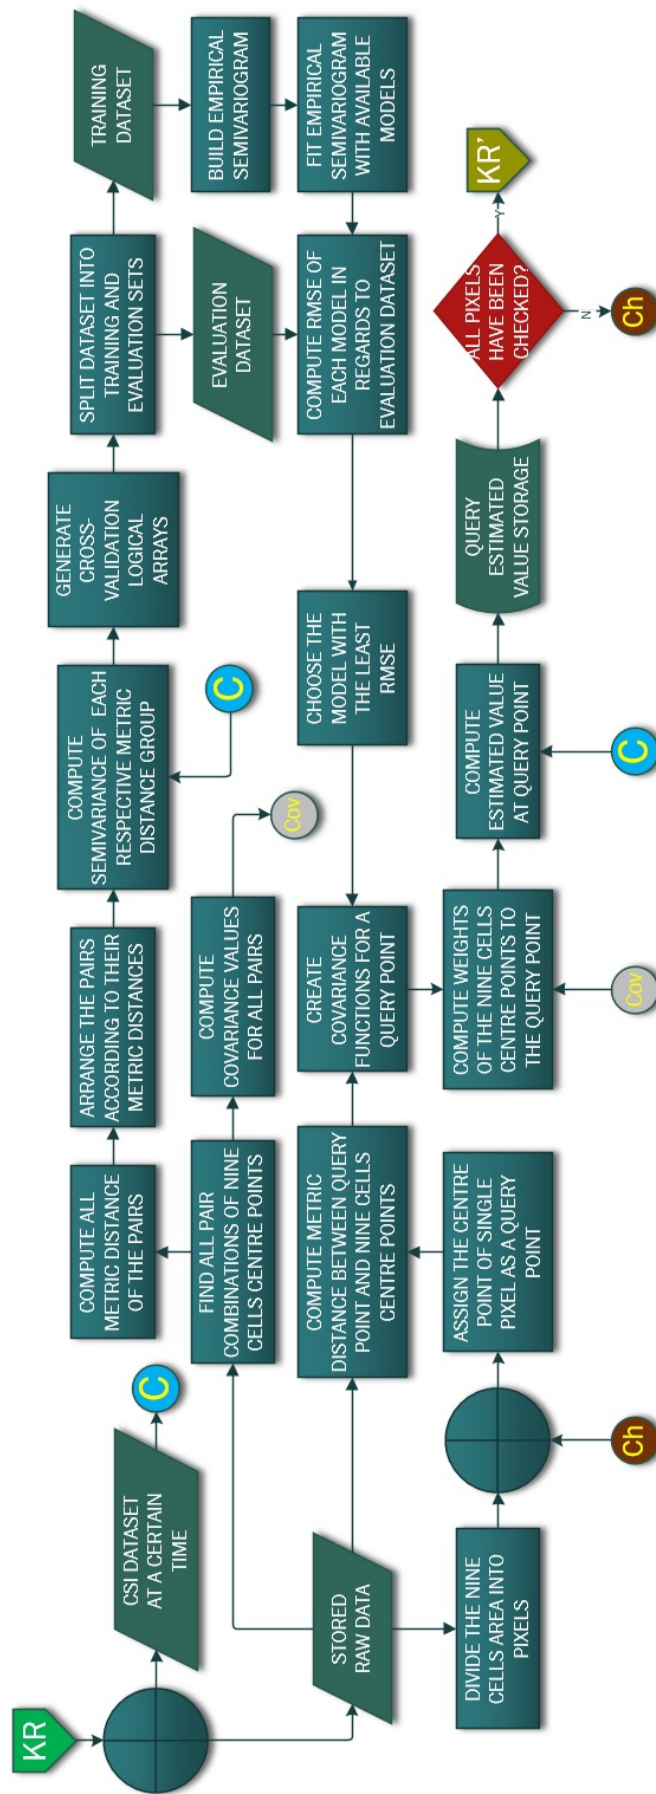 KR
CSI DATASET
AT A CERTAIN
TIME
C
STORED
RAW DATA
COMPUTE ALL
METRIC DISTANCE
OF THE PAIRS
ARRANGE THE PAIRS
ACCORDING TO THEIR
METRIC DISTANCES
COMPUTE
SEMIVARIANCE OF EACH
RESPECTIVE METRIC
DISTANCE GROUP
C
GENERATE
CROSS-
VALIDATION
LOGICAL
ARRAYS
SPLIT DATASET INTO
TRAINING AND
EVALUATION SETS
TRAINING
DATASET
BUILD EMPIRICAL
SEMIVARIOGRAM
FIT EMPIRICAL
SEMIVARIOGRAM
WITH AVAILABLE
MODELS
EVALUATION
DATASET
COMPUTE RMSE OF
EACH MODEL IN
REGARDS TO
EVALUATION DATASET
CHOOSE THE
MODEL WITH
THE LEAST
RMSE
FIND ALL PAIR
COMBINATIONS OF NINE
CELLS CENTRE POINTS
COMPUTE
COVARIANCE VALUES
FOR ALL PAIRS
Cov
COMPUTE METRIC
DISTANCE BETWEEN QUERY
POINT AND NINE CELLS
CENTRE POINTS
CREATE
COVARIANCE
FUNCTIONS FOR A
QUERY POINT
DIVIDE THE NINE
CELLS AREA INTO
PIXELS
Ch
ASSIGN THE CENTRE
POINT OF SINGLE
PIXEL AS A QUERY
POINT
COMPUTE WEIGHTS
OF THE NINE CELLS
CENTRE POINTS TO
THE QUERY POINT
Cov
COMPUTE
ESTIMATED VALUE
AT QUERY POINT
C
QUERY
ESTIMATED
VALUE STORAGE
ALL PIXELS
HAVE BEEN
CHECKED?
Y
KR'
N
Ch